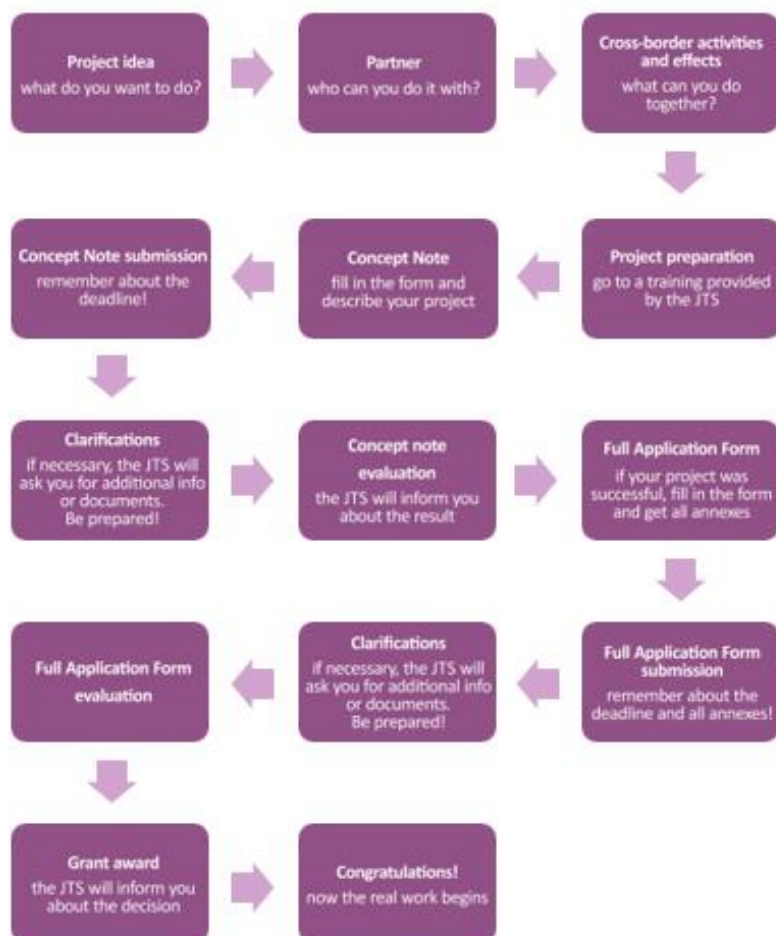 Project idea
what do you want to do?
Partner
who can you do it with?
Cross-border activities
and effects
what can you do
together?
Project preparation
go to a training provided
by the JTS
Concept Note
fill in the form and
describe your project
Concept Note submission
remember about the
deadline!
Clarifications
if necessary, the JTS will
ask you for additional info
or documents.
Be prepared!
Concept note
evaluation
the JTS will inform you
about the result
Full Application Form
if your project was
successful, fill in the form
and get all annexes
Full Application Form
submission
remember about the
deadline and all annexes!
Clarifications
if necessary, the JTS will
ask you for additional info
or documents.
Be prepared!
Full Application Form
evaluation
Grant award
the JTS will inform you
about the decision
Congratulations!
now the real work begins